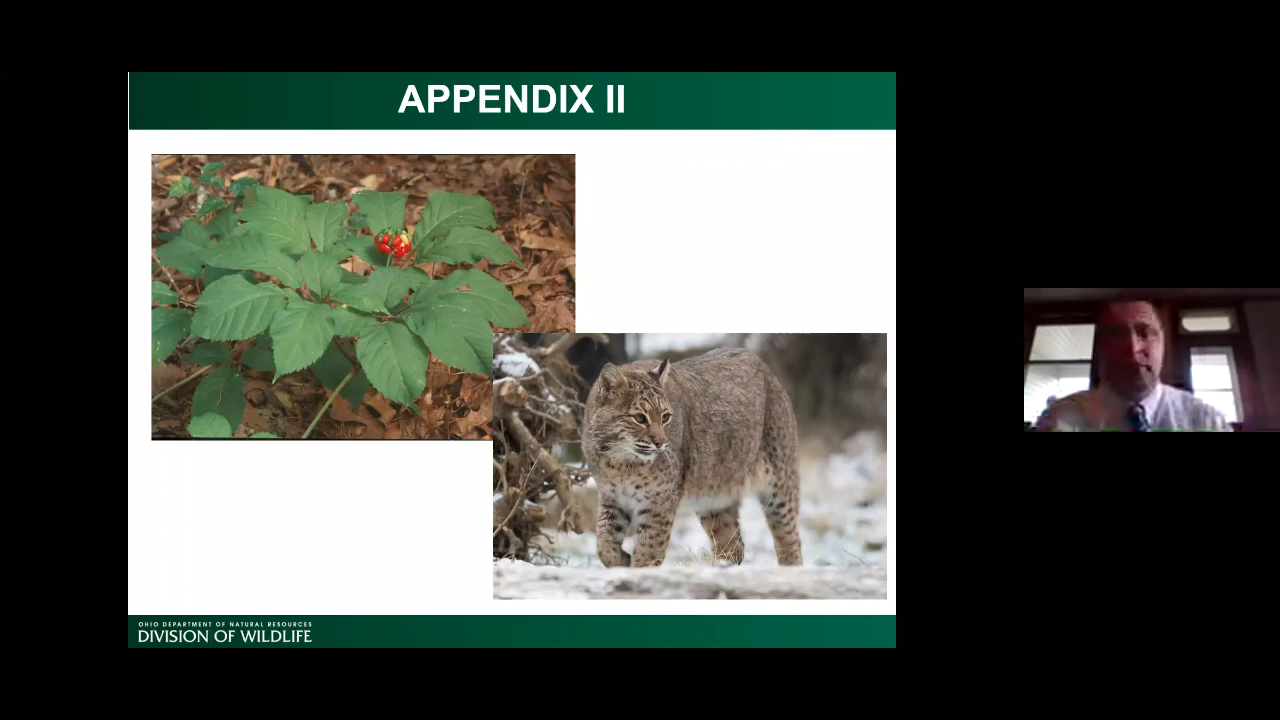 APPENDIX II
OHIO DEPARTMENT OF NATURAL RESOURCES
DIVISION OF WILDLIFE